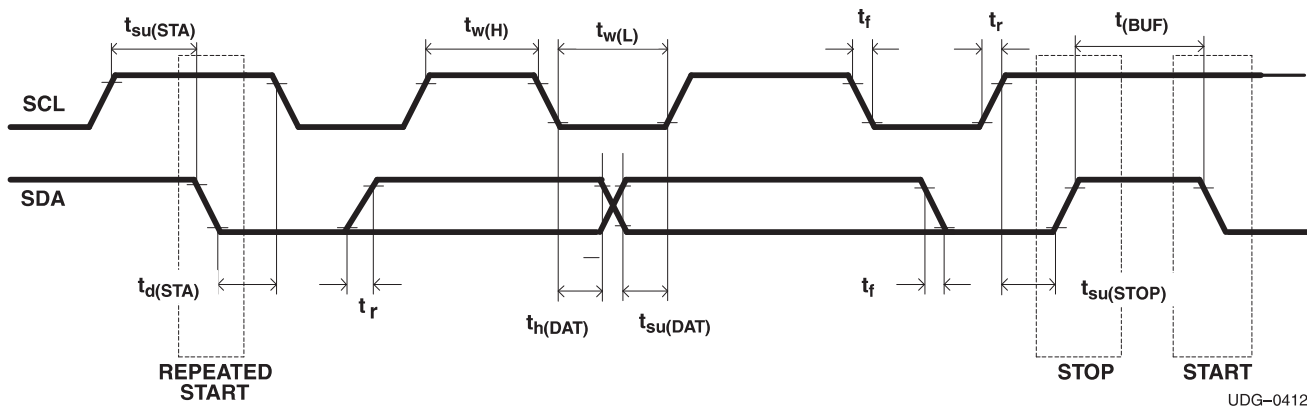 tsu(STA)
tw(H)
tw(L)
tf
tr
t(BUF)
SCL
SDA
td(STA)
tr
th(DAT)
tsu(DAT)
tf
tsu(STOP)
REPEATED
START
STOP
START
UDG–0412